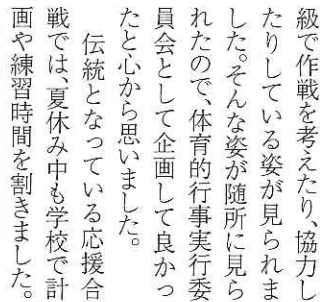 級で作戦を考えたり、協力し
たりしている姿が見られま
した。そんな姿が随所に見ら
れたので、体育的行事実行委
員会として企画して良かっ
たと心から思いました。
伝統となっている応援合
戦では、夏休み中も学校で計
画や練習時間を割きました。